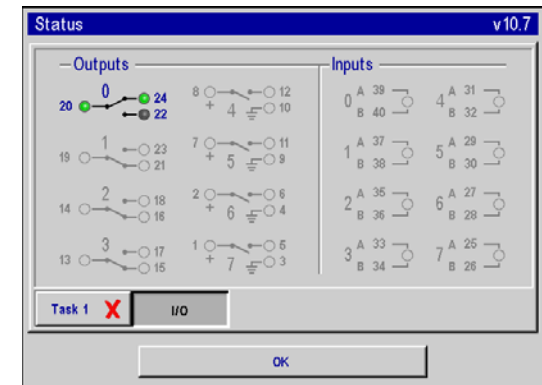 Status v10.7
Outputs Inputs
20 0 24
22
8 12
+ 4 10
0 A 39
B 40
4 A 31
B 32
19 1 23
21
7 11
+ 5 9
1 A 37
B 38
5 A 29
B 30
14 2 18
16
2 6
+ 6 4
2 A 35
B 36
6 A 27
B 28
13 3 17
15
1 5
+ 7 3
3 A 33
B 34
7 A 25
B 26
Task 1 X I/O
OK